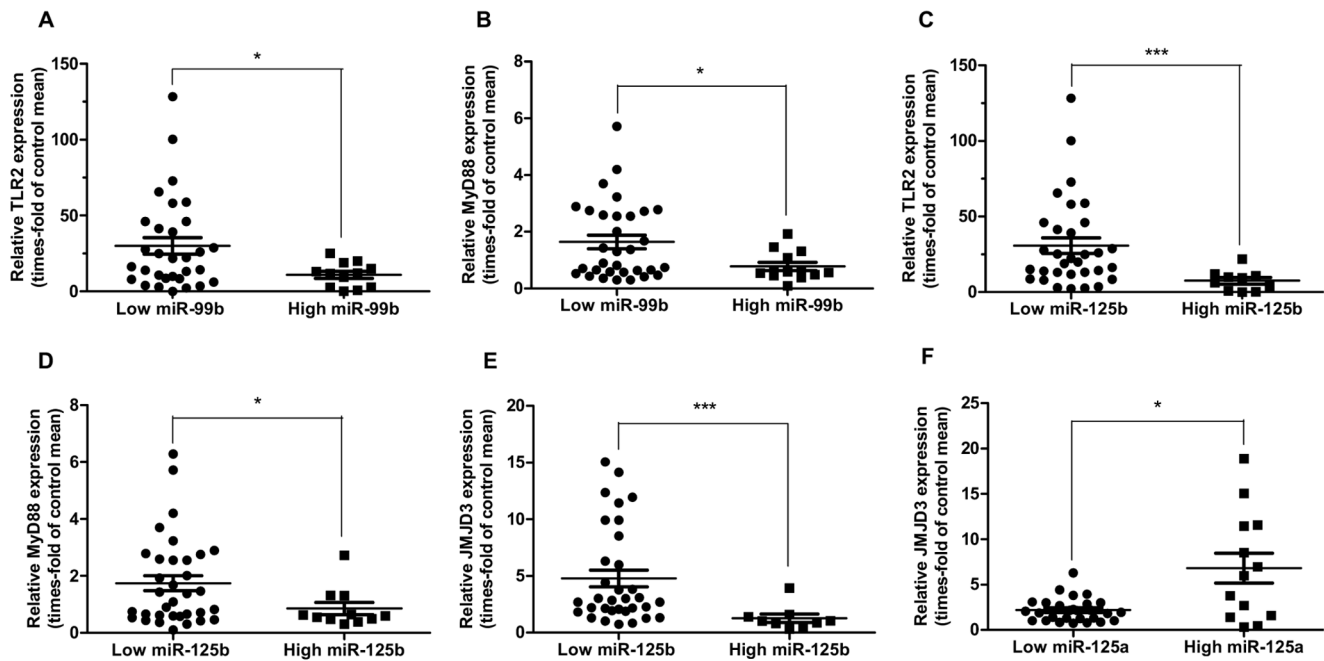 A
Relative TLR2 expression
(times-fold of control mean)
150
100
50
0
*
Low miR-99b
High miR-99b
B
Relative MyD88 expression
(times-fold of control mean)
8
6
4
2
0
*
Low miR-99b
High miR-99b
C
Relative TLR2 expression
(times-fold of control mean)
150
100
50
0
***
Low miR-125b
High miR-125b
D
Relative MyD88 expression
(times-fold of control mean)
8
6
4
2
0
*
Low miR-125b
High miR-125b
E
Relative JMJD3 expression
(times-fold of control mean)
20
15
10
5
0
***
Low miR-125b
High miR-125b
F
Relative JMJD3 expression
(times-fold of control mean)
25
20
15
10
5
0
*
Low miR-125a
High miR-125a